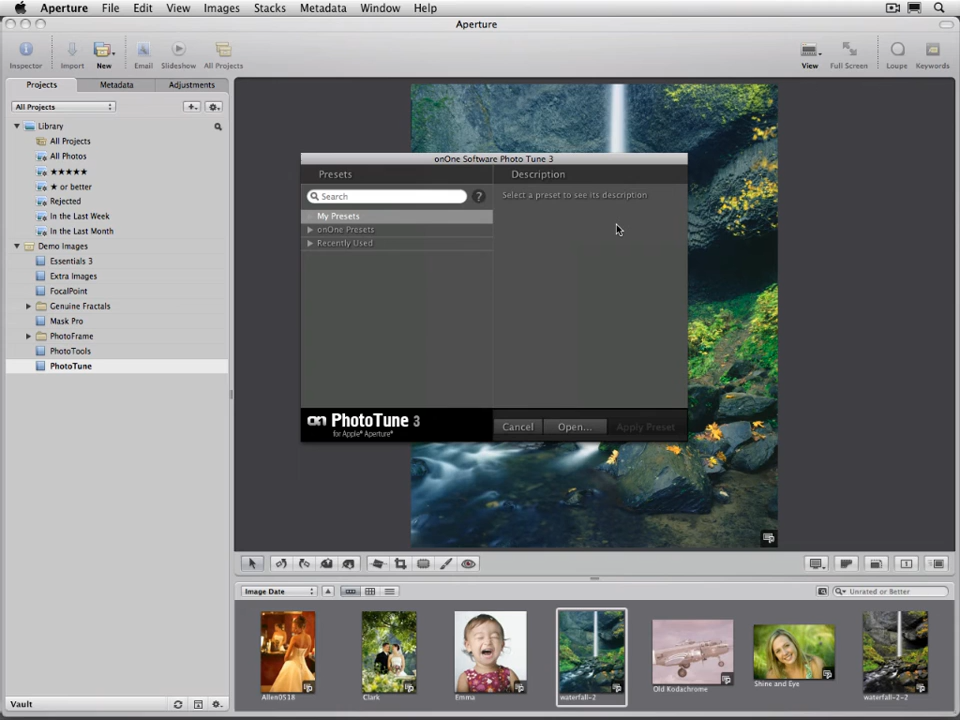 Aperture File Edit View Images Stacks Metadata Window Help
Aperture
Inspector Import New Email Slideshow All Projects View Full Screen Loupe Keywords
Projects Metadata Adjustments
All Projects
Library
All Projects
All Photos
★★★★★
★ or better
Rejected
In the Last Week
In the Last Month
Demo Images
Essentials 3
Extra Images
FocalPoint
Genuine Fractals
Mask Pro
PhotoFrame
PhotoTools
PhotoTune
onOne Software Photo Tune 3
Presets Description
Search ? Select a preset to see its description
My Presets
onOne Presets
Recently Used
on PhotoTune 3
for Apple® Aperture®
Cancel Open... Apply Preset
Image Date Unrated or Better
Allen0518 Clark Emma waterfall-2 Old Kodachrome Shine and Eye waterfall-2-2
Vault